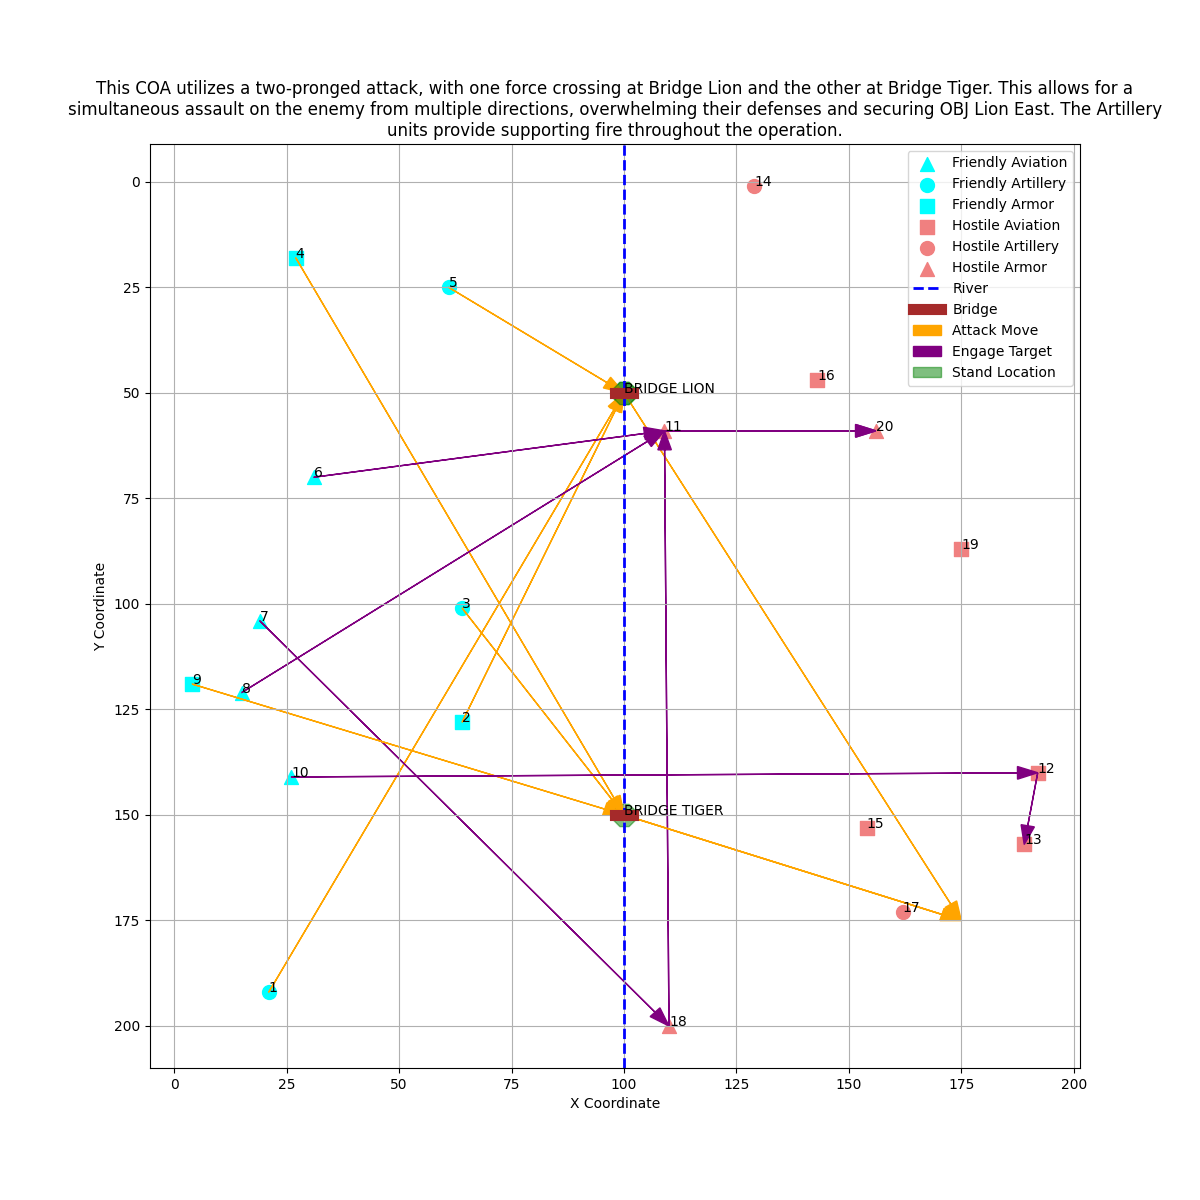 This COA utilizes a two-pronged attack, with one force crossing at Bridge Lion and the other at Bridge Tiger. This allows for a
simultaneous assault on the enemy from multiple directions, overwhelming their defenses and securing OBJ Lion East. The Artillery
units provide supporting fire throughout the operation.
Friendly Aviation
Friendly Artillery
Friendly Armor
Hostile Aviation
Hostile Artillery
Hostile Armor
River
Bridge
Attack Move
Engage Target
Stand Location
14
4
5
16
BRIDGE LION
11
20
6
19
3
7
9
8
2
10
12
BRIDGE TIGER
15
13
17
1
18
0
25
50
75
100
125
150
175
200
Y Coordinate
0
25
50
75
100
125
150
175
200
X Coordinate